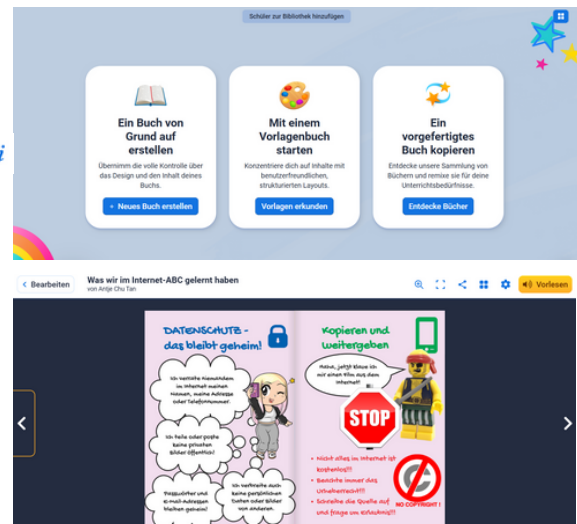 Schüler zur Bibliothek hinzufügen
Ein Buch von
Grund auf
erstellen
Übernimm die volle Kontrolle über
das Design und den Inhalt deines
Buchs.
+ Neues Buch erstellen
Mit einem
Vorlagenbuch
starten
Konzentriere dich auf Inhalte mit
benutzerfreundlichen,
strukturierten Layouts.
Vorlagen erkunden
Ein
vorgefertigtes
Buch kopieren
Entdecke unsere Sammlung von
Büchern und remixe sie für deine
Unterrichtsbedürfnisse.
Entdecke Bücher
i
< Bearbeiten
Was wir im Internet-ABC gelernt haben
von Antje Chu Tan
Vorlesen
DATENSCHUTZ -
das bleibt geheim!
Ich verrate niemandem
im Internet meinen
Namen, meine Adresse
oder Telefonnummer.
Ich teile oder poste
keine privaten
Bilder öffentlich!
Passwörter und
E-mail-Adressen
bleiben geheim!
Ich verbreite auch
keine persönlichen
Daten oder Bilder
von anderen.
Kopieren und
weitergeben
Haha, jetzt klaue ich
mir einen Film aus dem
Internet!
STOP
• Nicht alles im Internet ist
kostenlos!!!
• Beachte immer das
Urheberrecht!!!
• Schreibe die Quelle auf
und frage um Erlaubnis!!!
C
NO COPYRIGHT !